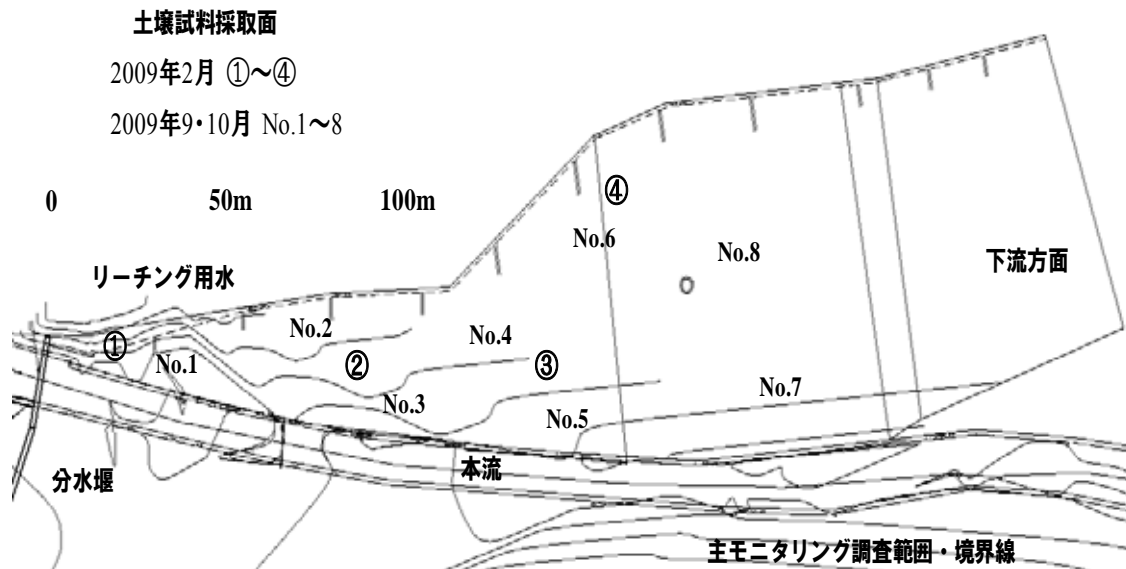 土壌試料採取面
2009年2月 ①～④
2009年9・10月 No.1～8
0 50m 100m
④
No.6
No.8
下流方面
リーチング用水
No.2
No.4
①
No.1
②
③
No.7
No.3
No.5
本流
分水堰
主モニタリング調査範囲・境界線